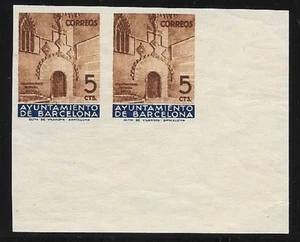 CORREOS
5
CTS.
AYUNTAMIENTO
DE BARCELONA
CORREOS
5
CTS.
AYUNTAMIENTO
DE BARCELONA